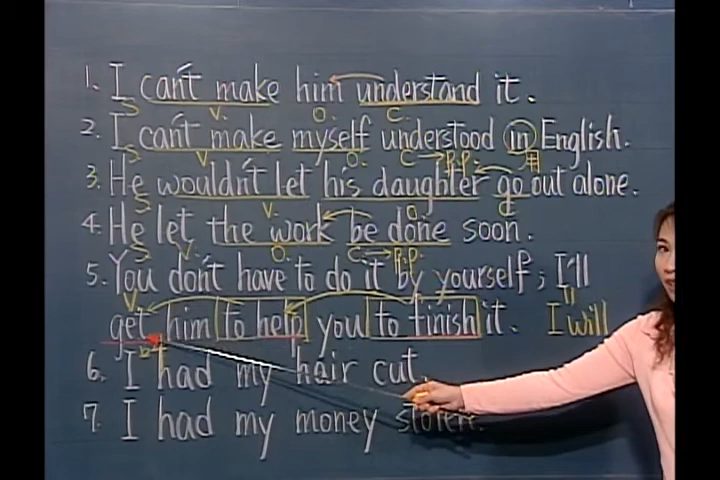 1. I can't make him understand it.
S V. O. C.
2. I can't make myself understood in English.
S V O. C → P.P. 用
3. He wouldn't let his daughter go out alone.
S V. O. C
4. He let the work be done soon.
S V. O. C → P.P.
5. You don't have to do it by yourself; I'll
V
get him to help you to finish it. I will
6. I had my hair cut.
7. I had my money stolen.